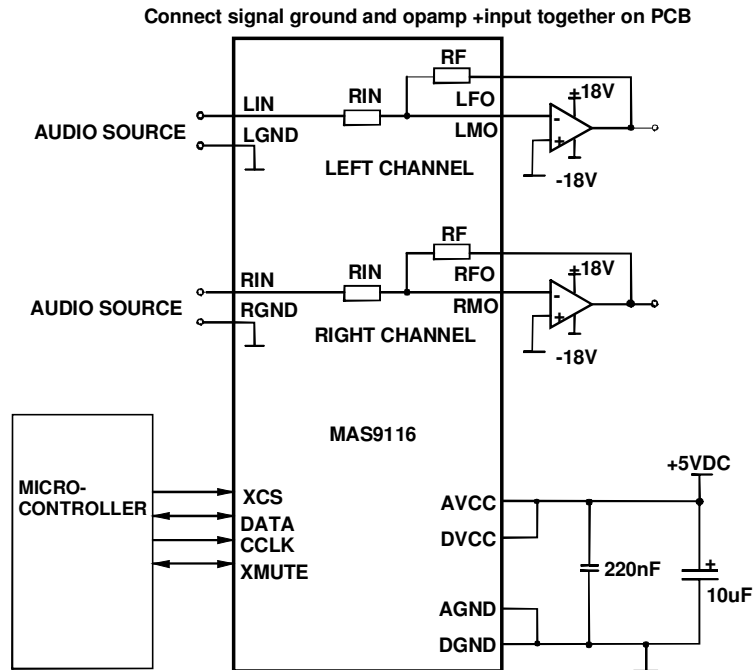 Connect signal ground and opamp +input together on PCB
RF
+18V
LIN
RIN
LFO
AUDIO SOURCE
LGND
LMO
-
+
LEFT CHANNEL
-18V
RF
+18V
RIN
RIN
RFO
AUDIO SOURCE
RGND
RMO
-
+
RIGHT CHANNEL
-18V
MAS9116
+5VDC
MICRO-
CONTROLLER
XCS
DATA
CCLK
XMUTE
AVCC
DVCC
220nF
+
10uF
AGND
DGND